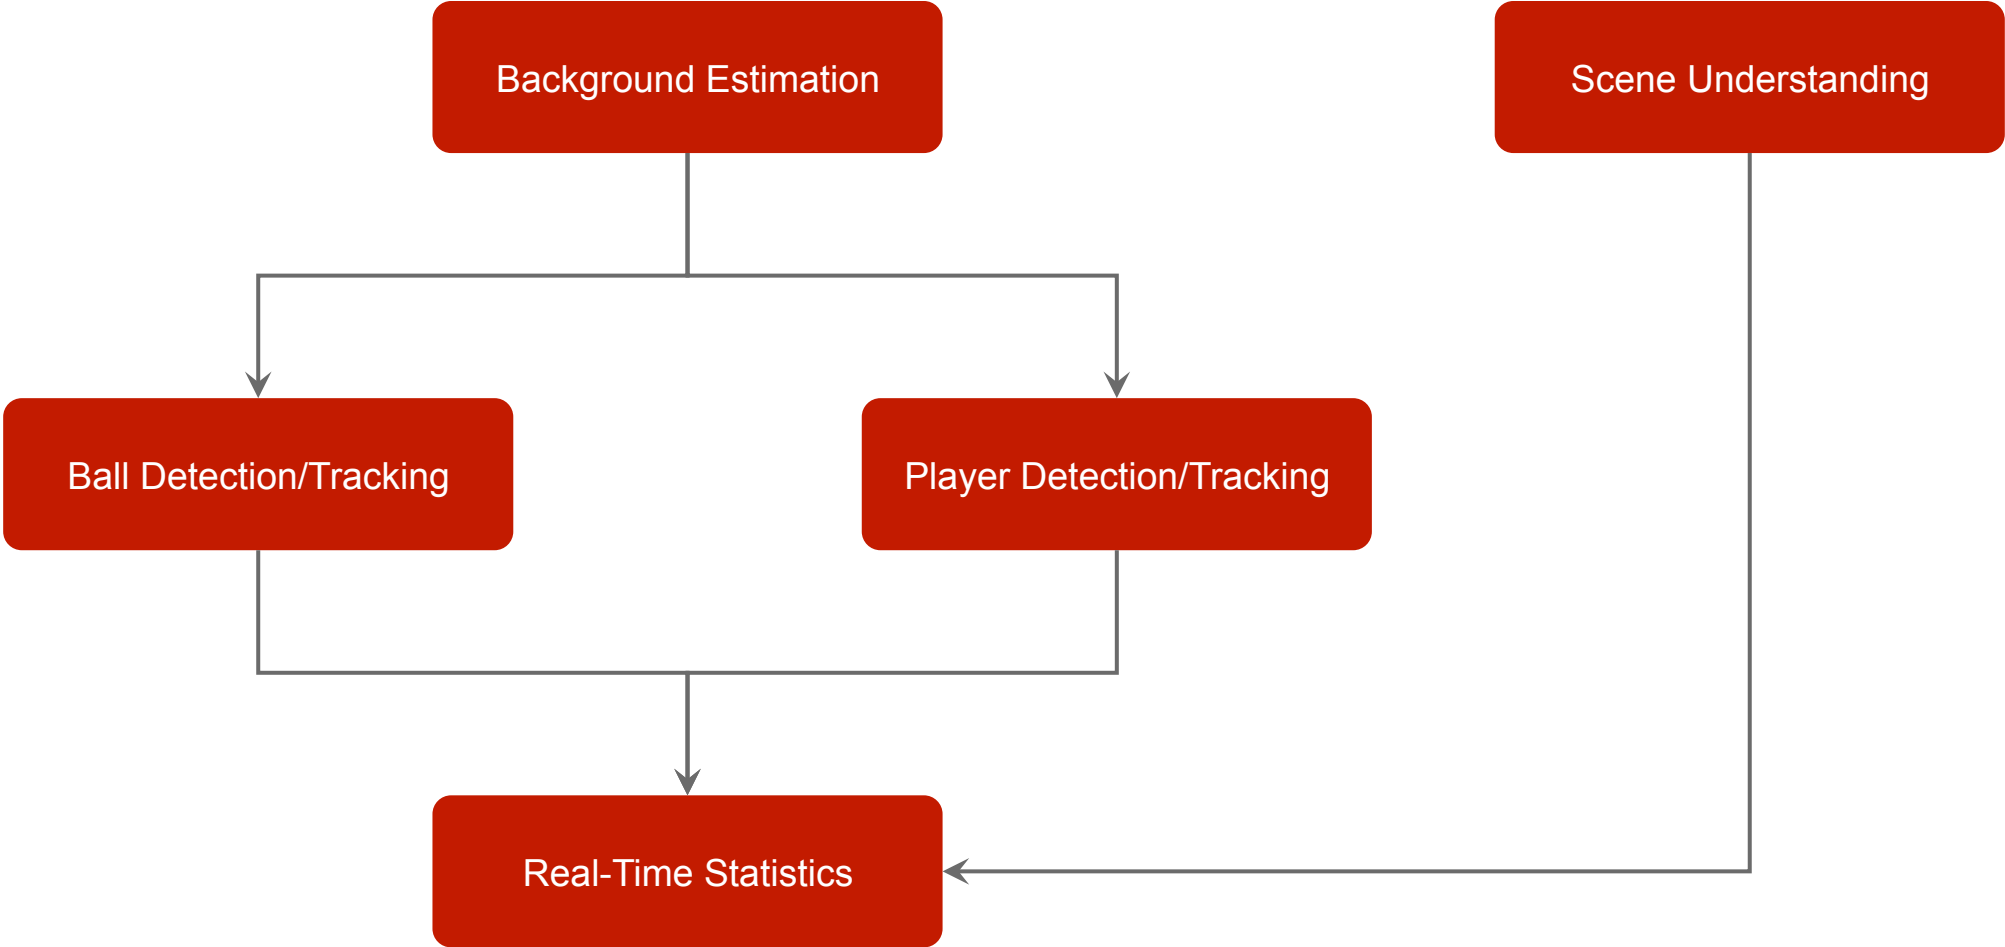 Background Estimation
Scene Understanding
Ball Detection/Tracking
Player Detection/Tracking
Real-Time Statistics